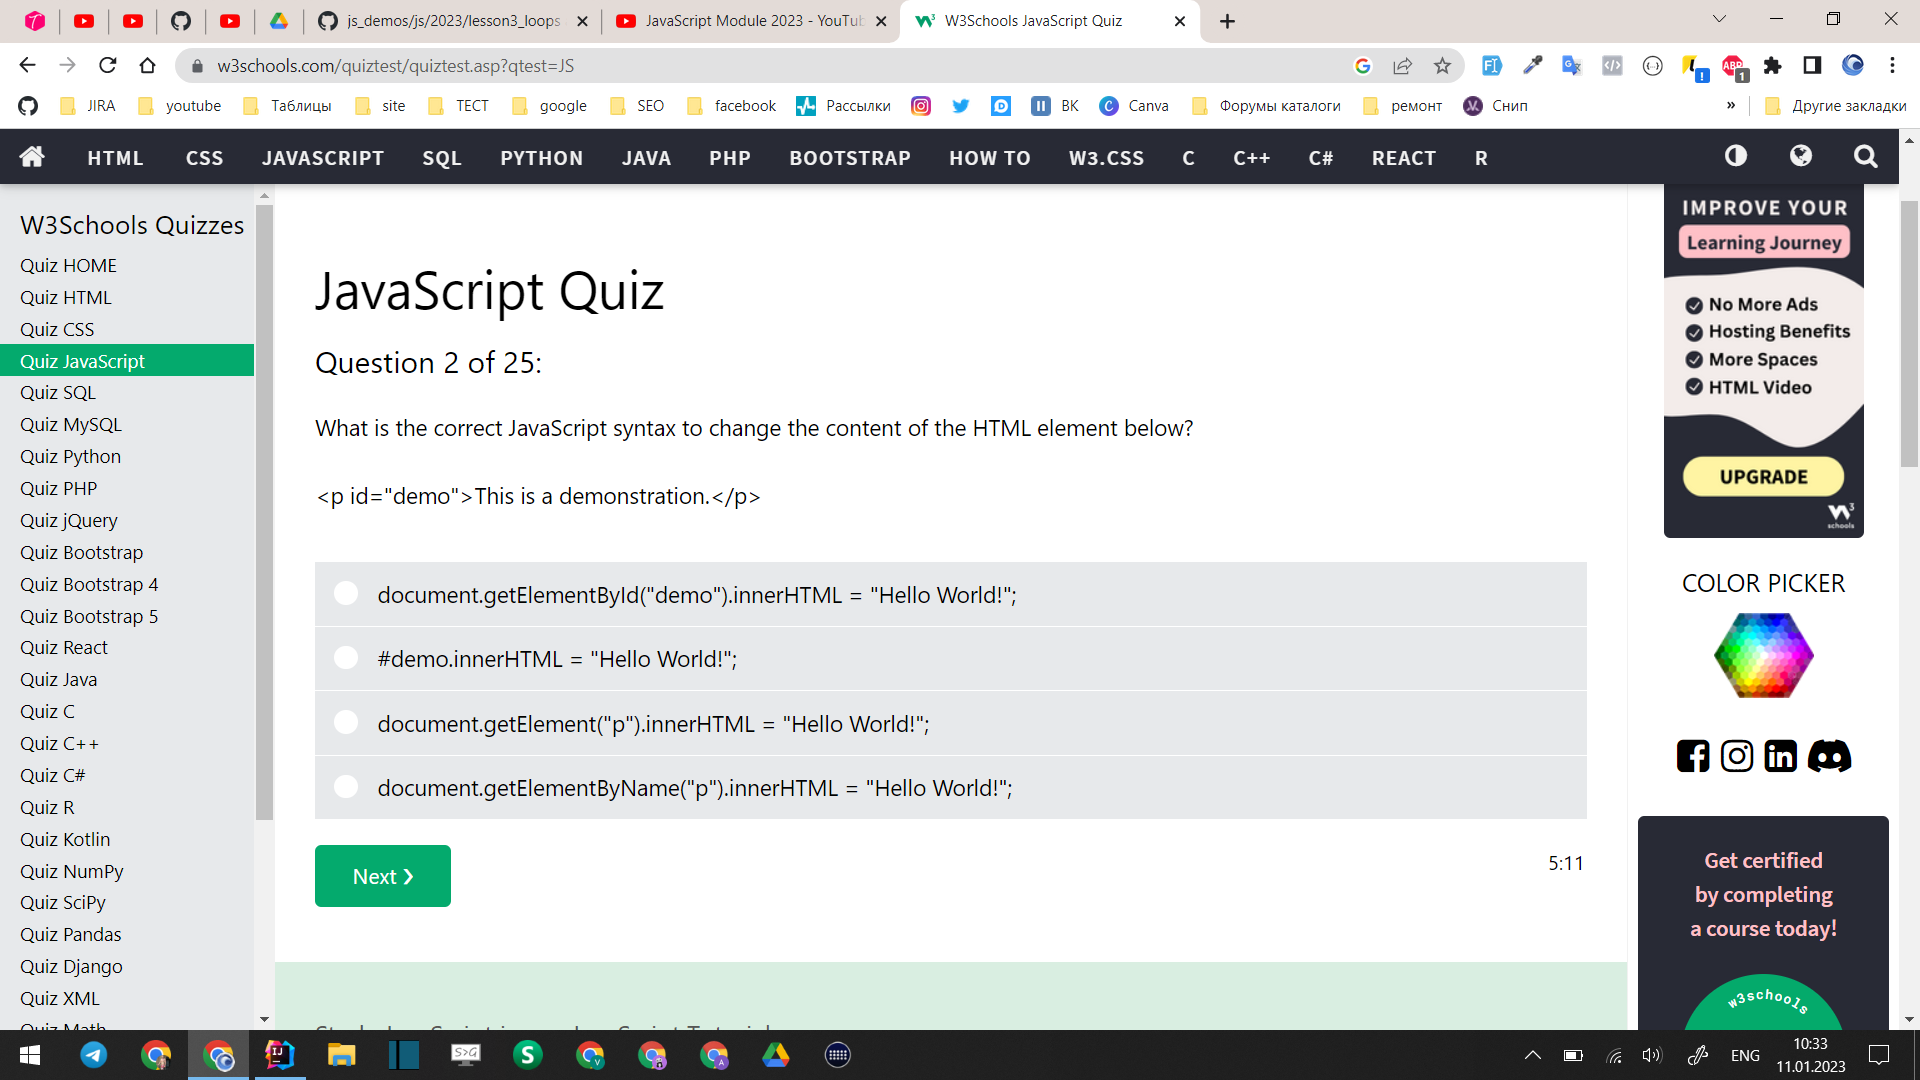 js_demos/js/2023/lesson3_loops
JavaScript Module 2023 - YouTu
W3Schools JavaScript Quiz
w3schools.com/quiztest/quiztest.asp?qtest=JS
JIRA
youtube
Таблицы
site
ТЕСТ
google
SEO
facebook
Рассылки
ВК
Canva
Форумы каталоги
ремонт
Снип
»
Другие закладки
HTML
CSS
JAVASCRIPT
SQL
PYTHON
JAVA
PHP
BOOTSTRAP
HOW TO
W3.CSS
C
C++
C#
REACT
R
W3Schools Quizzes
Quiz HOME
Quiz HTML
Quiz CSS
Quiz JavaScript
Quiz SQL
Quiz MySQL
Quiz Python
Quiz PHP
Quiz jQuery
Quiz Bootstrap
Quiz Bootstrap 4
Quiz Bootstrap 5
Quiz React
Quiz Java
Quiz C
Quiz C++
Quiz C#
Quiz R
Quiz Kotlin
Quiz NumPy
Quiz SciPy
Quiz Pandas
Quiz Django
Quiz XML
Quiz Math
JavaScript Quiz
Question 2 of 25:
What is the correct JavaScript syntax to change the content of the HTML element below?
<p id="demo">This is a demonstration.</p>
document.getElementById("demo").innerHTML = "Hello World!";
#demo.innerHTML = "Hello World!";
document.getElement("p").innerHTML = "Hello World!";
document.getElementByName("p").innerHTML = "Hello World!";
Next ❯
5:11
IMPROVE YOUR
Learning Journey
No More Ads
Hosting Benefits
More Spaces
HTML Video
UPGRADE
W3
schools
COLOR PICKER
Get certified
by completing
a course today!
w3schools
ENG
10:33
11.01.2023